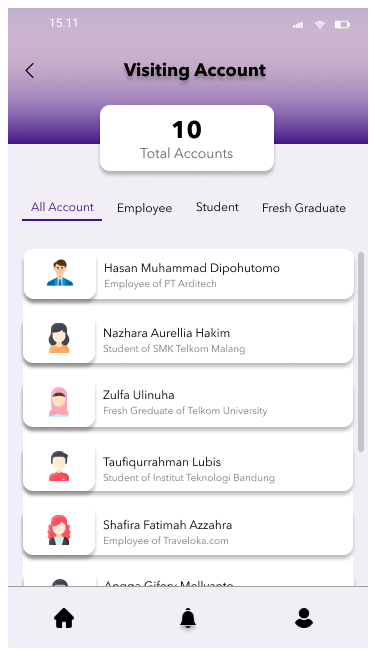 15.11
Visiting Account
10
Total Accounts
All Account Employee Student Fresh Graduate
Hasan Muhammad Dipohutomo
Employee of PT Arditech
Nazhara Aurellia Hakim
Student of SMK Telkom Malang
Zulfa Ulinuha
Fresh Greduate of Telkom University
Taufiqurrahman Lubis
Student of Institut Teknologi Bandung
Shafira Fatimah Azzahra
Employee of Traveloka.com
Angga